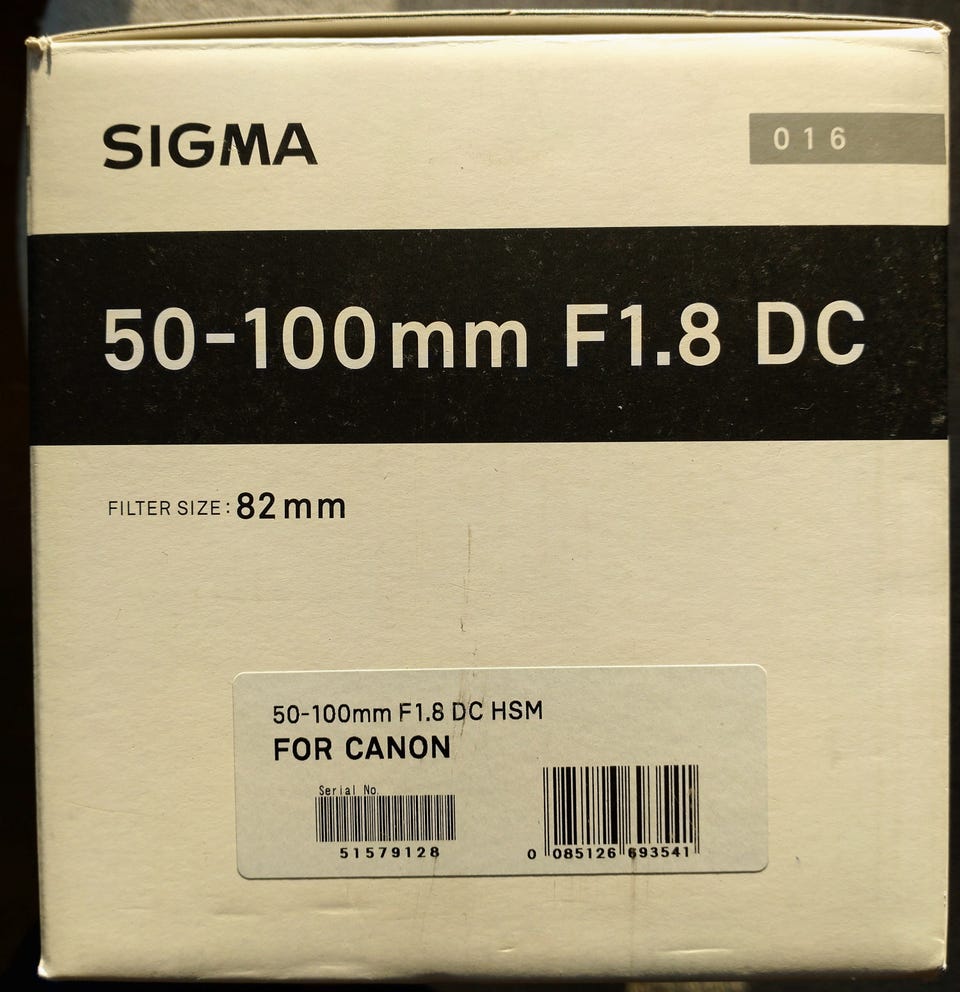 SIGMA
016
50-100mm F1.8 DC
FILTER SIZE: 82mm
50-100mm F1.8 DC HSM
FOR CANON
Serial No.
51579128
0 085126 693541